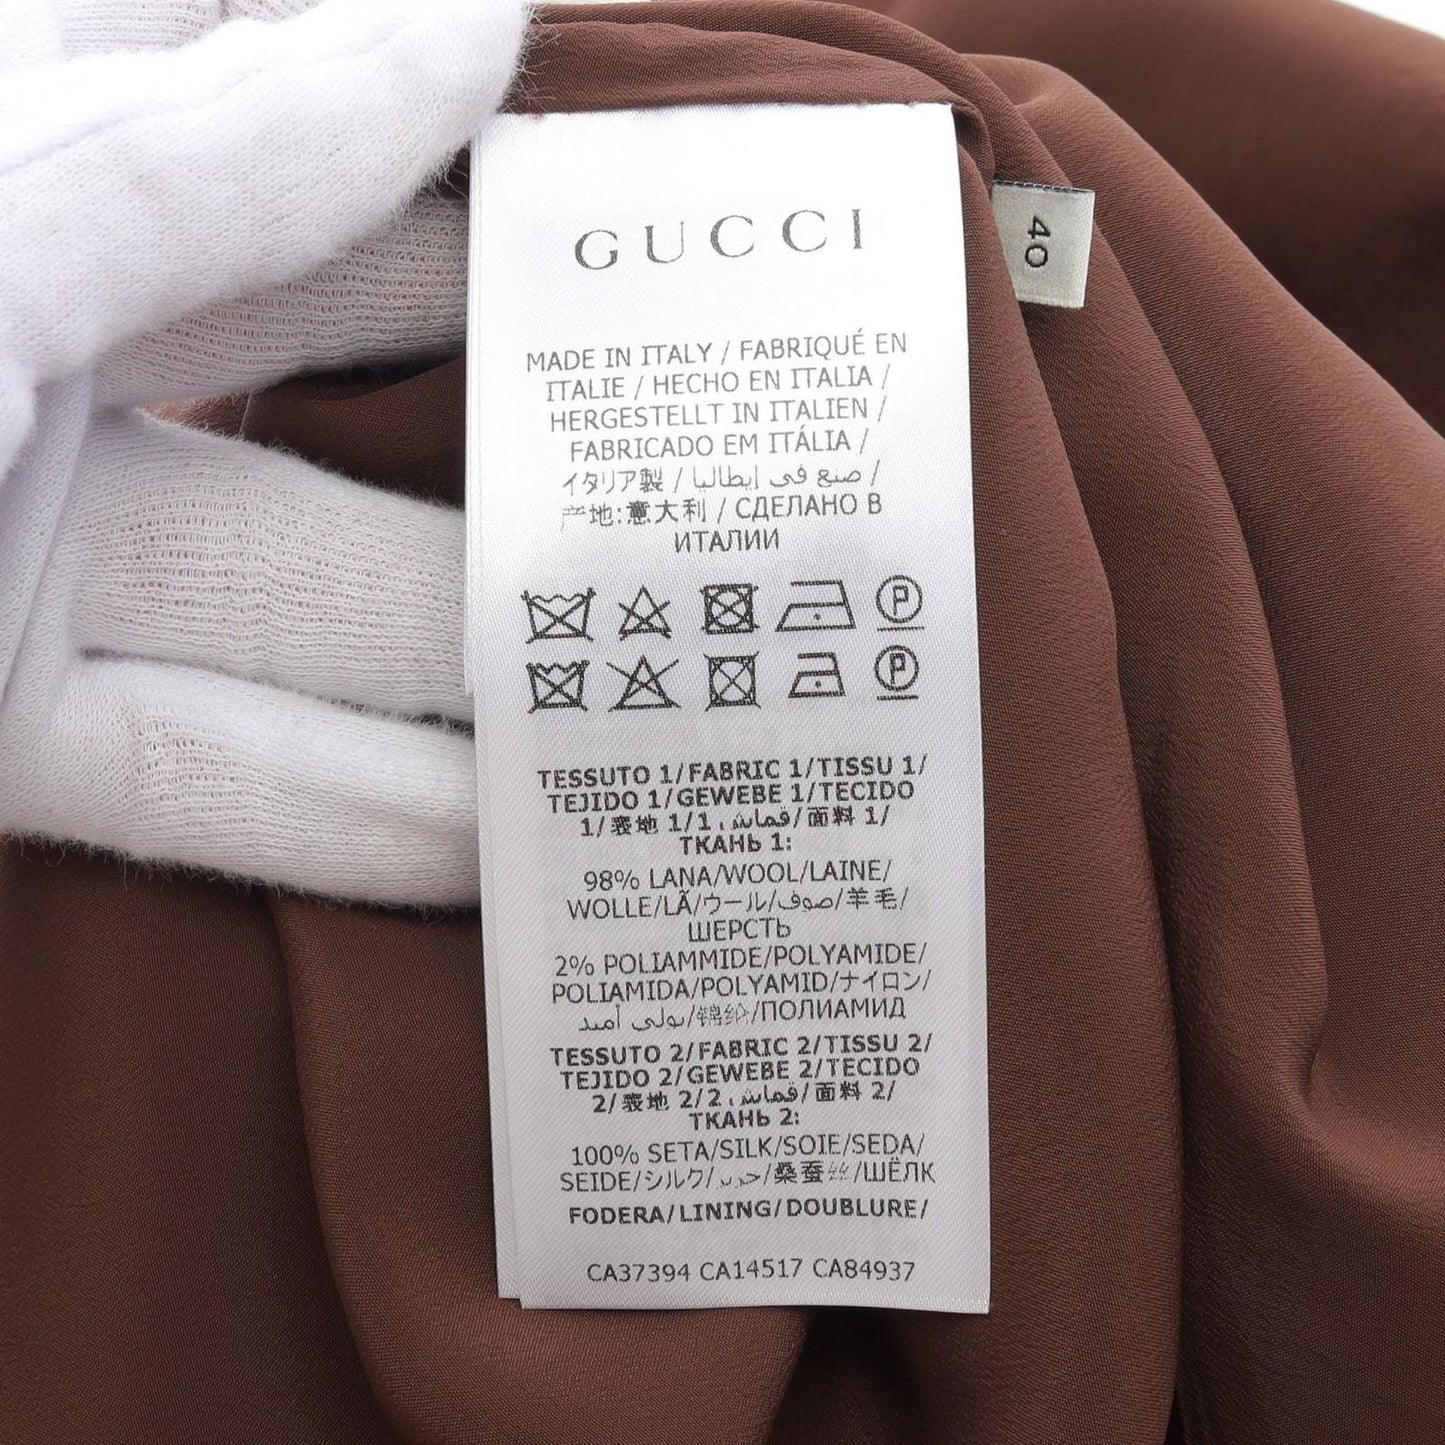 GUCCI
40
MADE IN ITALY / FABRIQUÉ EN
ITALIE / HECHO EN ITALIA /
HERGESTELLT IN ITALIEN /
FABRICADO EM ITÁLIA /
イタリア製 / صنع في إيطاليا /
产地:意大利 / СДЕЛАНО В
ИТАЛИИ
P
P
TESSUTO 1/FABRIC 1/TISSU 1/
TEJIDO 1/GEWEBE 1/TECIDO
1/表地 1/قماش، 1/面料 1/
ТКАНЬ 1:
98% LANA/WOOL/LAINE/
WOLLE/LÃ/ウール/صوف/羊毛/
ШЕРСТЬ
2% POLIAMMIDE/POLYAMIDE/
POLIAMIDA/POLYAMID/ナイロン/
بولي أميد/锦纶/ПОЛИАМИД
TESSUTO 2/FABRIC 2/TISSU 2/
TEJIDO 2/GEWEBE 2/TECIDO
2/表地 2/قماش، 2/面料 2/
ТКАНЬ 2:
100% SETA/SILK/SOIE/SEDA/
SEIDE/シルク/حرير/桑蚕丝/ШЁЛК
FODERA/LINING/DOUBLURE/
CA37394 CA14517 CA84937